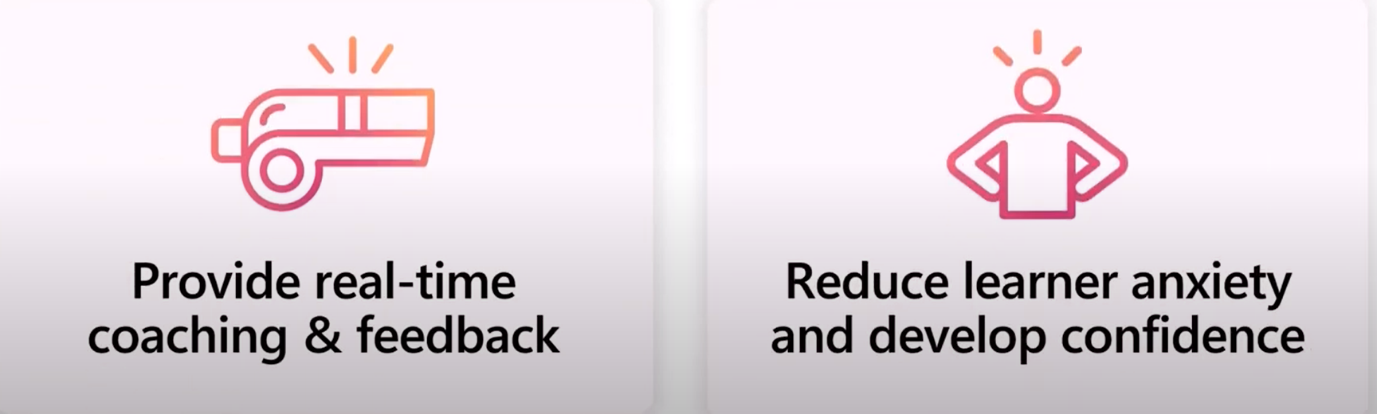 Provide real-time
coaching & feedback
Reduce learner anxiety
and develop confidence